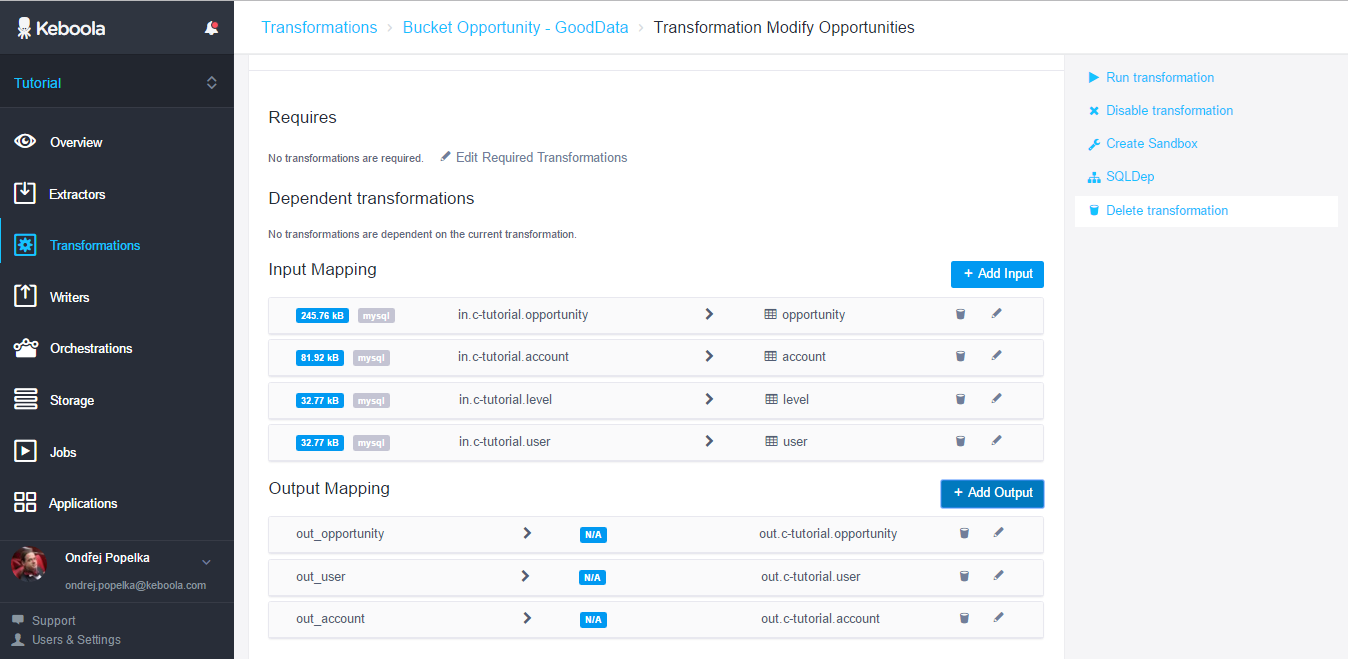 Keboola
Transformations › Bucket Opportunity - GoodData › Transformation Modify Opportunities
Tutorial
Overview
Extractors
Transformations
Writers
Orchestrations
Storage
Jobs
Applications
Ondřej Popelka
ondrej.popelka@keboola.com
Support
Users & Settings
Requires
No transformations are required. Edit Required Transformations
Dependent transformations
No transformations are dependent on the current transformation.
Input Mapping
+ Add Input
245.76 kB mysql in.c-tutorial.opportunity opportunity
81.92 kB mysql in.c-tutorial.account account
32.77 kB mysql in.c-tutorial.level level
32.77 kB mysql in.c-tutorial.user user
Output Mapping
+ Add Output
out_opportunity N/A out.c-tutorial.opportunity
out_user N/A out.c-tutorial.user
out_account N/A out.c-tutorial.account
Run transformation
Disable transformation
Create Sandbox
SQLDep
Delete transformation